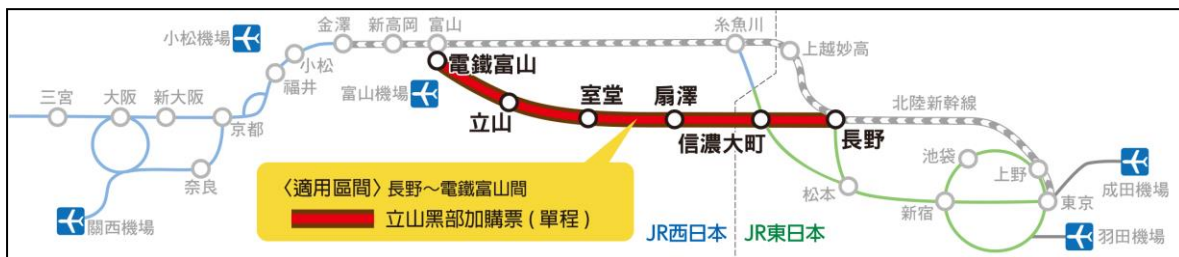 金澤 新高岡 富山 糸魚川
小松機場
小松
福井
上越妙高
電鐵富山
富山機場
三宮 大阪 新大阪
京都
室堂 扇澤
立山
信濃大町
長野
北陸新幹線
池袋
上野
成田機場
奈良
〈適用區間〉長野～電鐵富山間
立山黑部加購票(單程)
松本
新宿
東京
關西機場
JR西日本 JR東日本
羽田機場